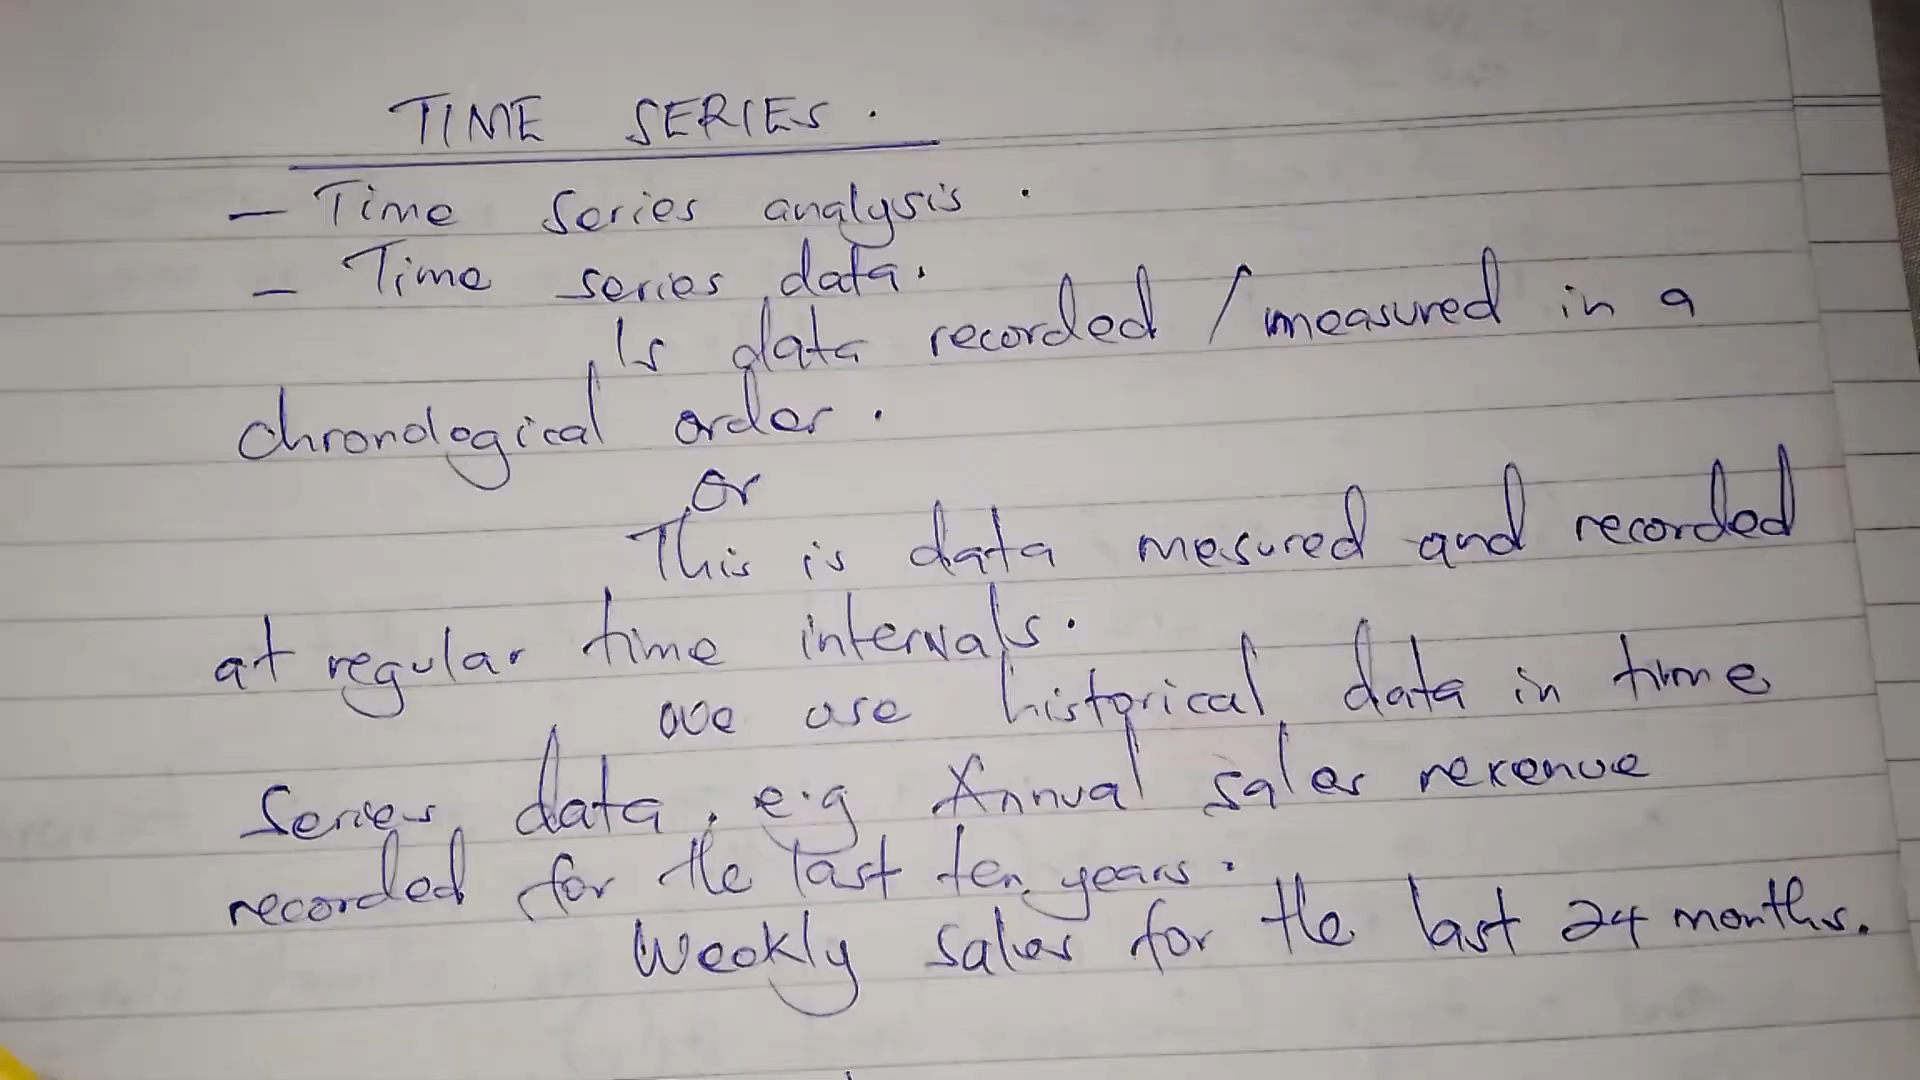 TIME SERIES.
- Time Series analysis.
- Time series data.
Is data recorded / measured in a
chronological order.
Or
This is data mesured and recorded
at regular time intervals.
we use historical data in time
Series data, e.g Annual sales revenue
recorded for the last ten years.
Weekly Sales for the last 24 months.